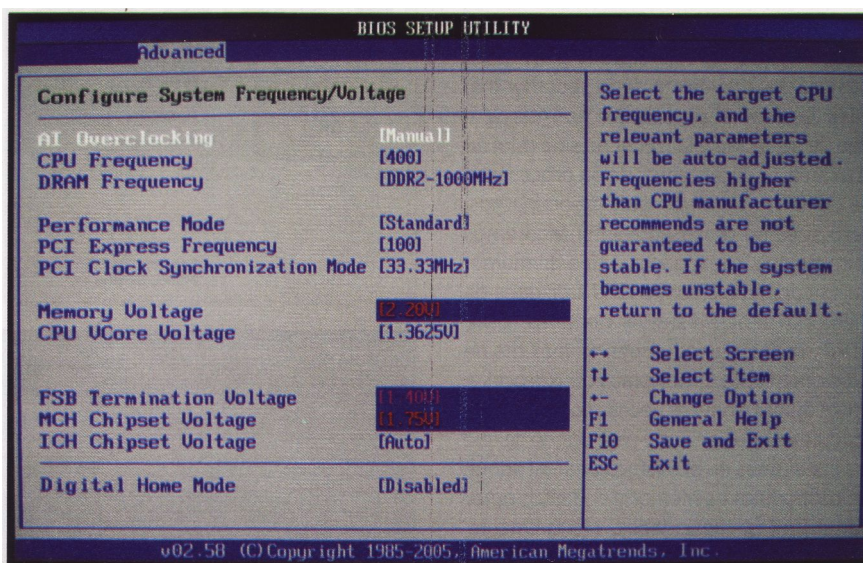 BIOS SETUP UTILITY
Advanced
Configure System Frequency/Voltage
AI Overclocking [Manual]
CPU Frequency [400]
DRAM Frequency [DDR2-1000MHz]
Performance Mode [Standard]
PCI Express Frequency [100]
PCI Clock Synchronization Mode [33.33MHz]
Memory Voltage [2.20V]
CPU VCore Voltage [1.3625V]
FSB Termination Voltage [1.40V]
MCH Chipset Voltage [1.75V]
ICH Chipset Voltage [Auto]
Digital Home Mode [Disabled]
Select the target CPU
frequency, and the
relevant parameters
will be auto-adjusted.
Frequencies higher
than CPU manufacturer
recommends are not
guaranteed to be
stable. If the system
becomes unstable,
return to the default.
↔ Select Screen
↑↓ Select Item
+- Change Option
F1 General Help
F10 Save and Exit
ESC Exit
v02.58 (C)Copyright 1985-2005, American Megatrends, Inc.